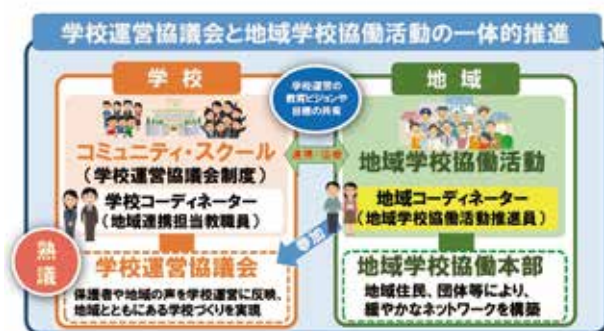 学校運営協議会と地域学校協働活動の一体的推進
学校
コミュニティ・スクール
(学校運営協議会制度)
学校コーディネーター
(地域連携担当教職員)
熟議
学校運営協議会
保護者や地域の声を学校運営に反映、
地域とともにある学校づくりを実現
学校運営の
教育ビジョンや
目標の共有
連携・協働
参加
地域
地域学校協働活動
地域コーディネーター
(地域学校協働活動推進員)
地域学校協働本部
地域住民、団体等により、
緩やかなネットワークを構築